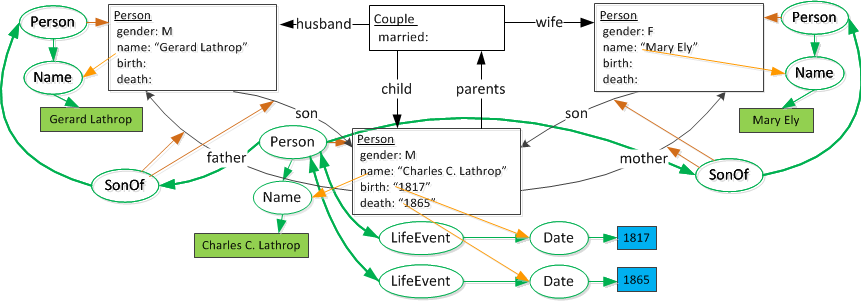 Person
Name
Gerard Lathrop
Person
gender: M
name: "Gerard Lathrop"
birth:
death:
husband
Couple
married:
wife
Person
gender: F
name: "Mary Ely"
birth:
death:
Person
Name
Mary Ely
child
parents
son
son
father
mother
SonOf
SonOf
Person
Name
Charles C. Lathrop
Person
gender: M
name: "Charles C. Lathrop"
birth: "1817"
death: "1865"
LifeEvent
Date
1817
LifeEvent
Date
1865